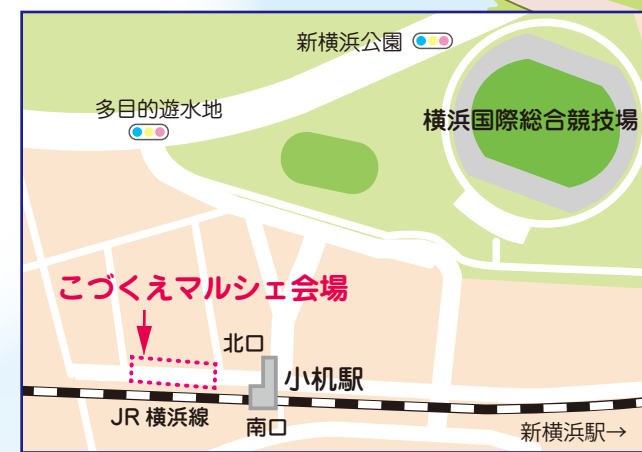 新横浜公園
多目的遊水地
横浜国際総合競技場
こづくえマルシェ会場
北口
小机駅
JR 横浜線
南口
新横浜駅→